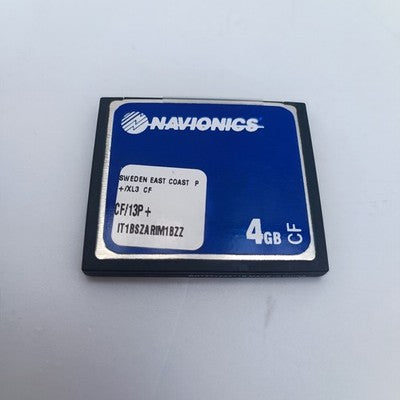 NAVIONICS
SWEDEN EAST COAST P
+/XL3 CF
CF/13P+
IT1BSZARIM1BZZ
4GB CF